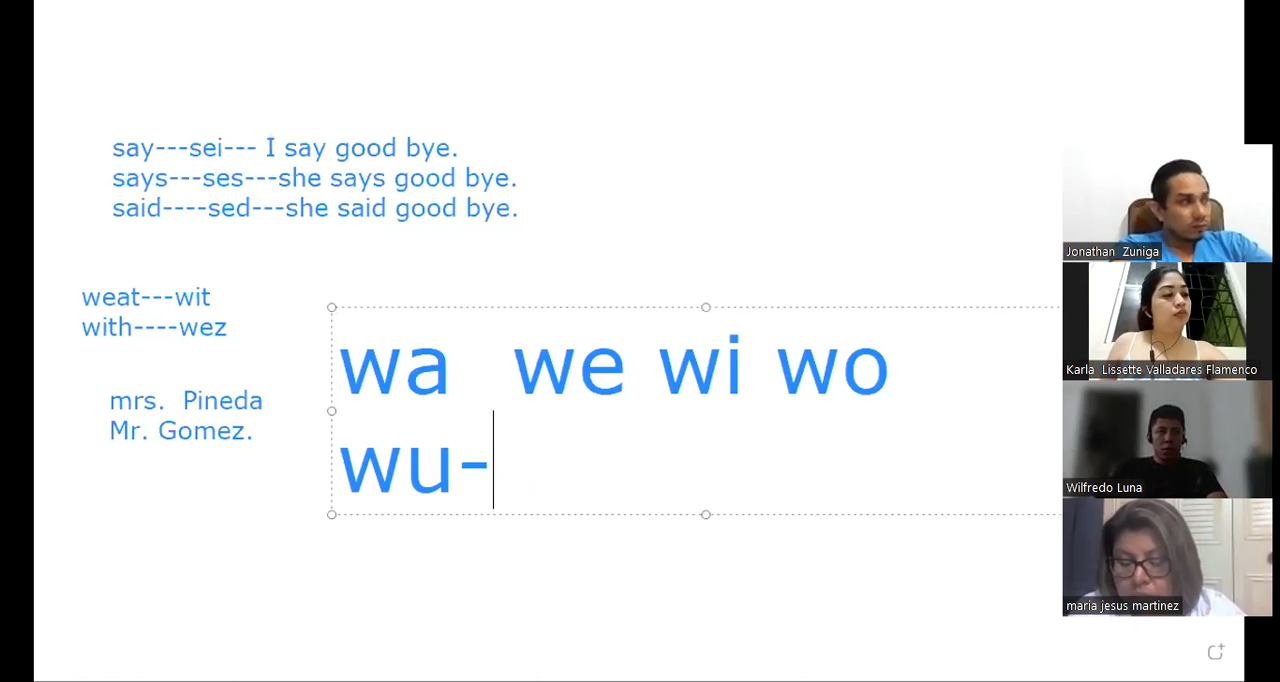 say---sei--- I say good bye.
says---ses---she says good bye.
said----sed---she said good bye.
weat---wit
with----wez
mrs.  Pineda
Mr. Gomez.
wa  we wi wo
wu-
Jonathan  Zuniga
Karla  Lissette Valladares Flamenco
Wilfredo Luna
maria jesus martinez